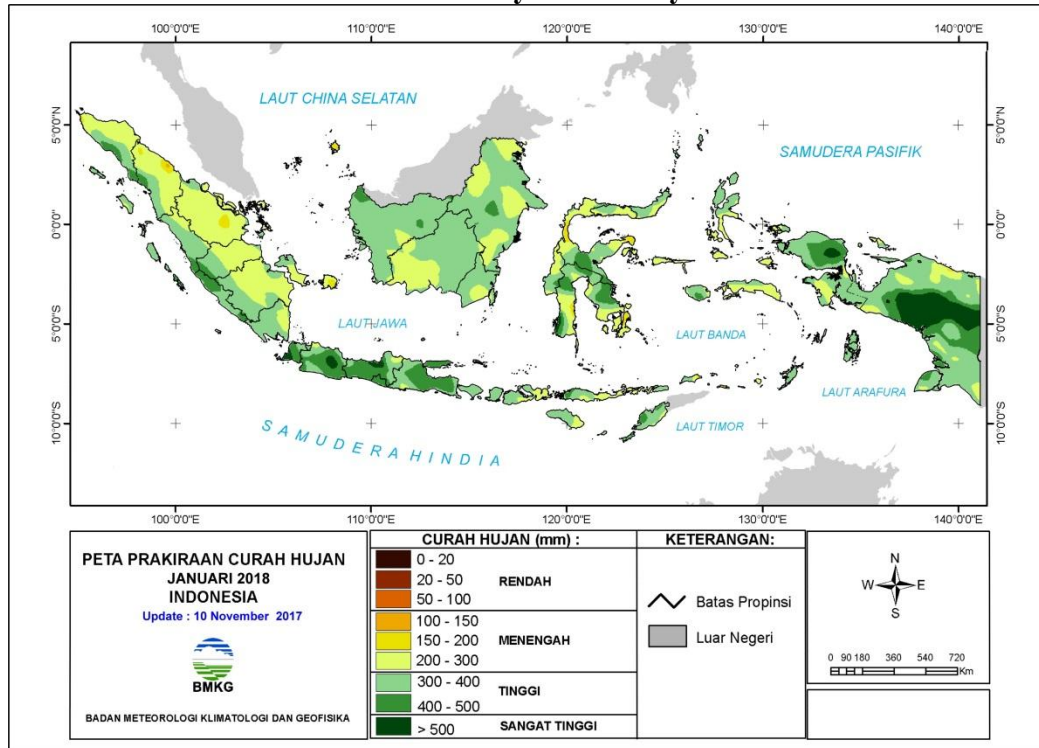 100°0'0"E 110°0'0"E 120°0'0"E 130°0'0"E 140°0'0"E
LAUT CHINA SELATAN
5°0'0"N 5°0'0"N
SAMUDERA PASIFIK
0°0'0" 0°0'0"
LAUT JAWA
5°0'0"S 5°0'0"S
LAUT BANDA
LAUT ARAFURA
10°0'0"S 10°0'0"S
LAUT TIMOR
SAMUDERA HINDIA
100°0'0"E 110°0'0"E 120°0'0"E 130°0'0"E 140°0'0"E
PETA PRAKIRAAN CURAH HUJAN
JANUARI 2018
INDONESIA
Update : 10 November 2017
BMKG
BADAN METEOROLOGI KLIMATOLOGI DAN GEOFISIKA
CURAH HUJAN (mm) :
0 - 20
20 - 50 RENDAH
50 - 100
100 - 150
150 - 200 MENENGAH
200 - 300
300 - 400 TINGGI
400 - 500
> 500 SANGAT TINGGI
KETERANGAN:
Batas Propinsi
Luar Negeri
N
W E
S
0 90 180 360 540 720
Km